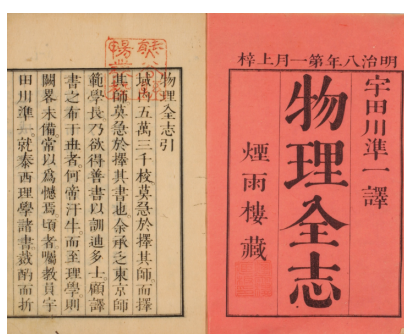 明治八年第一月上梓
宇田川準一譯
物理全志
煙雨樓藏
物理全志引
域内五萬三千校莫急於擇其師而擇
其師莫急於擇其書也余承乏東京師
範學長乃欲得善書以訓迪多士顧譯
書之布于世者何啻汗牛而至理學則
闕畧未備常以爲憾焉頃者囑教員宇
田川準一就泰西理學諸書裁酌而折